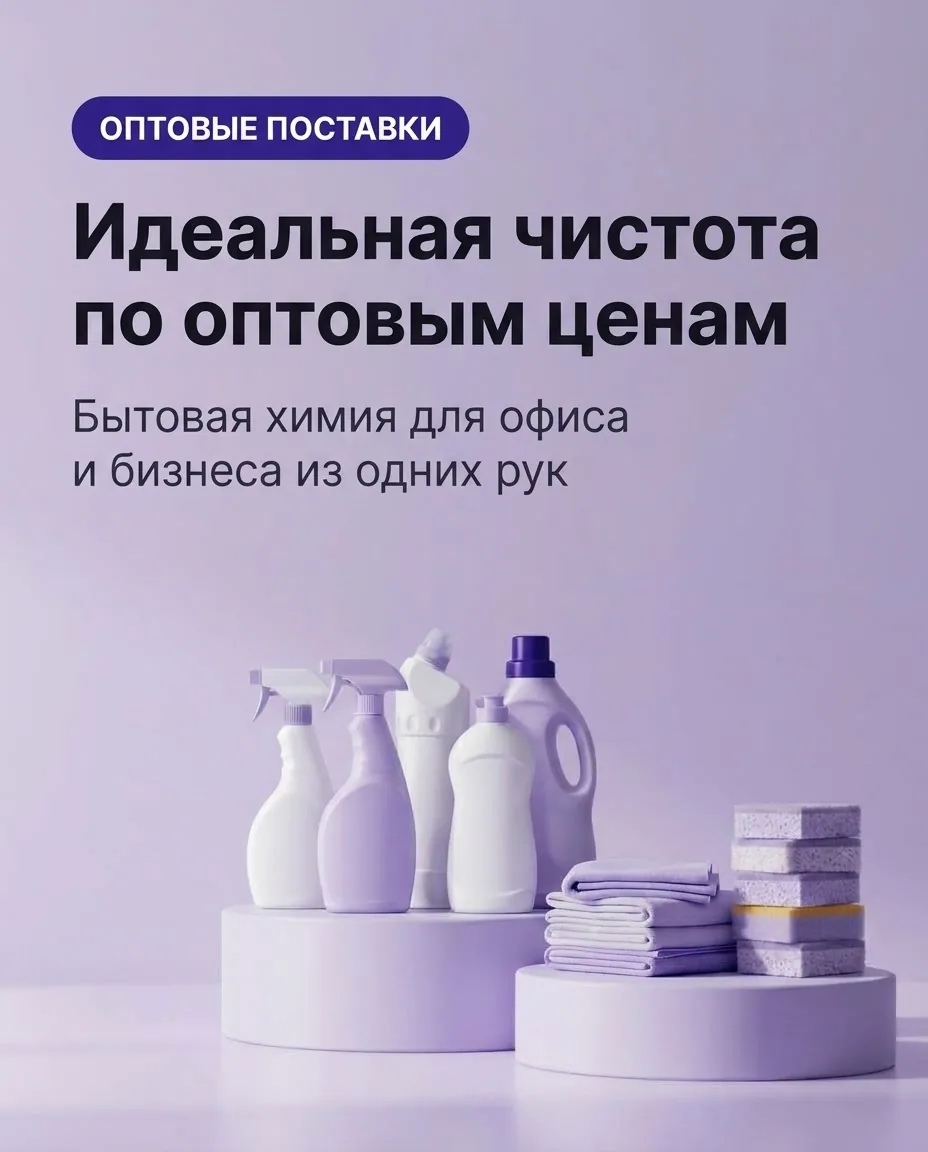 ОПТОВЫЕ ПОСТАВКИ
Идеальная чистота
по оптовым ценам
Бытовая химия для офиса
и бизнеса из одних рук